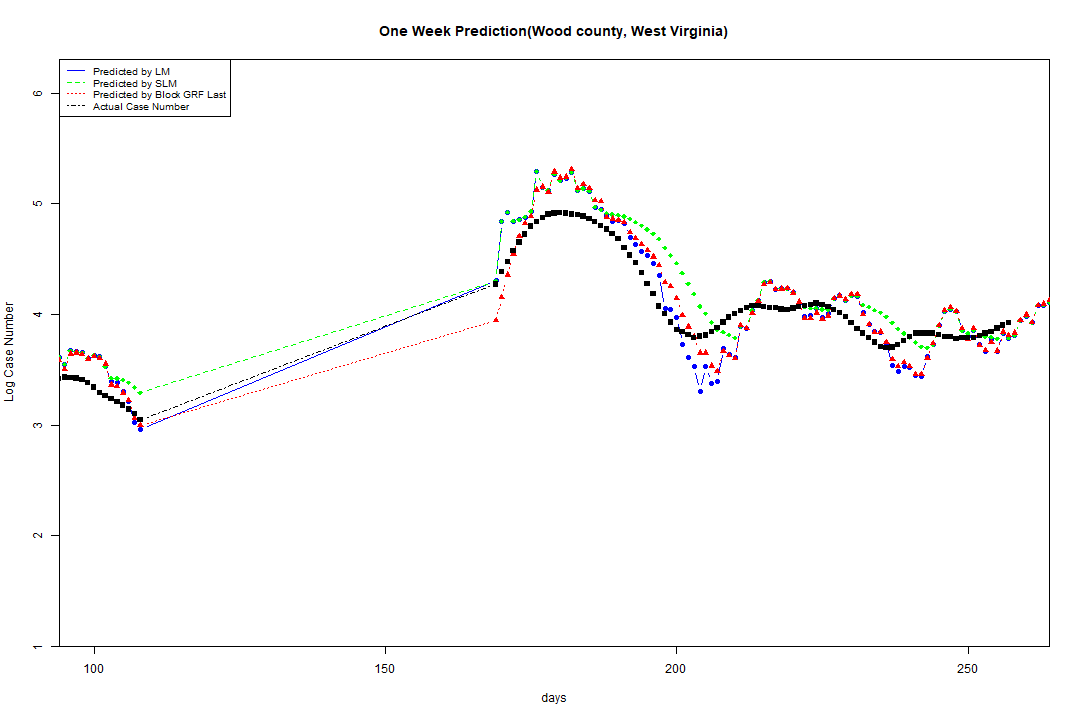 One Week Prediction(Wood county, West Virginia)
Predicted by LM
Predicted by SLM
Predicted by Block GRF Last
Actual Case Number
Log Case Number
6
5
4
3
2
1
100 150 200 250
days